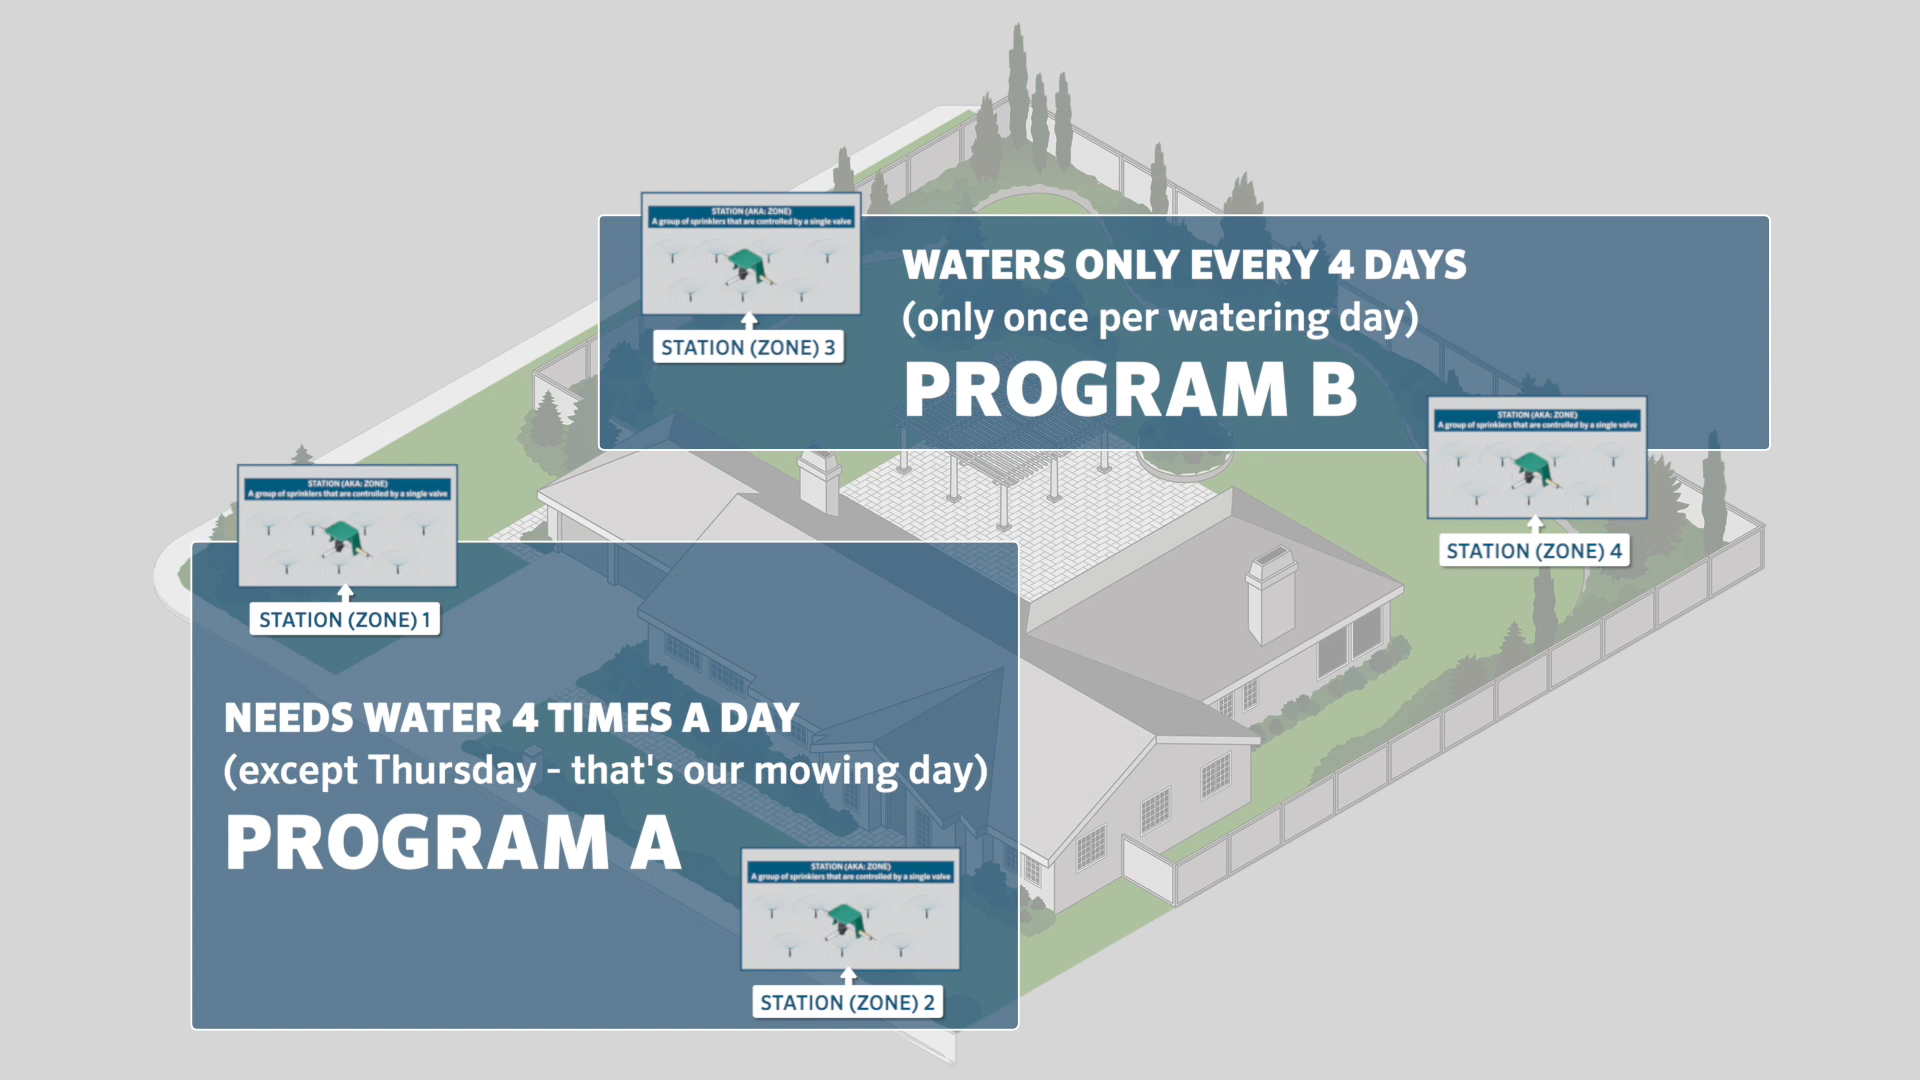 STATION (AKA: ZONE)
A group of sprinklers that are controlled by a single valve
STATION (ZONE) 3
WATERS ONLY EVERY 4 DAYS
(only once per watering day)
PROGRAM B
STATION (AKA: ZONE)
A group of sprinklers that are controlled by a single valve
STATION (ZONE) 4
STATION (AKA: ZONE)
A group of sprinklers that are controlled by a single valve
STATION (ZONE) 1
NEEDS WATER 4 TIMES A DAY
(except Thursday - that's our mowing day)
PROGRAM A
STATION (AKA: ZONE)
A group of sprinklers that are controlled by a single valve
STATION (ZONE) 2